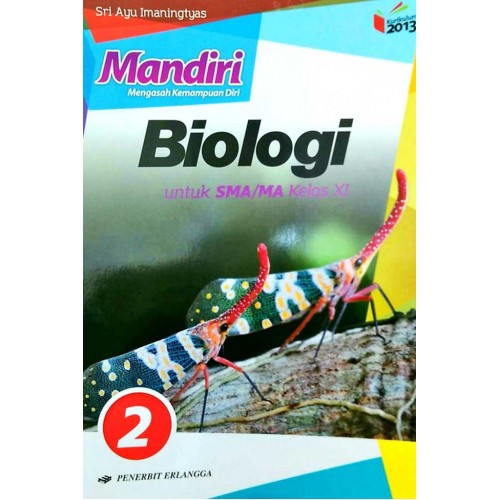 Sri Ayu Imaningtyas
Kurikulum
2013
Mandiri
Mengasah Kemampuan Diri
Biologi
untuk SMA/MA Kelas XI
2
PENERBIT ERLANGGA